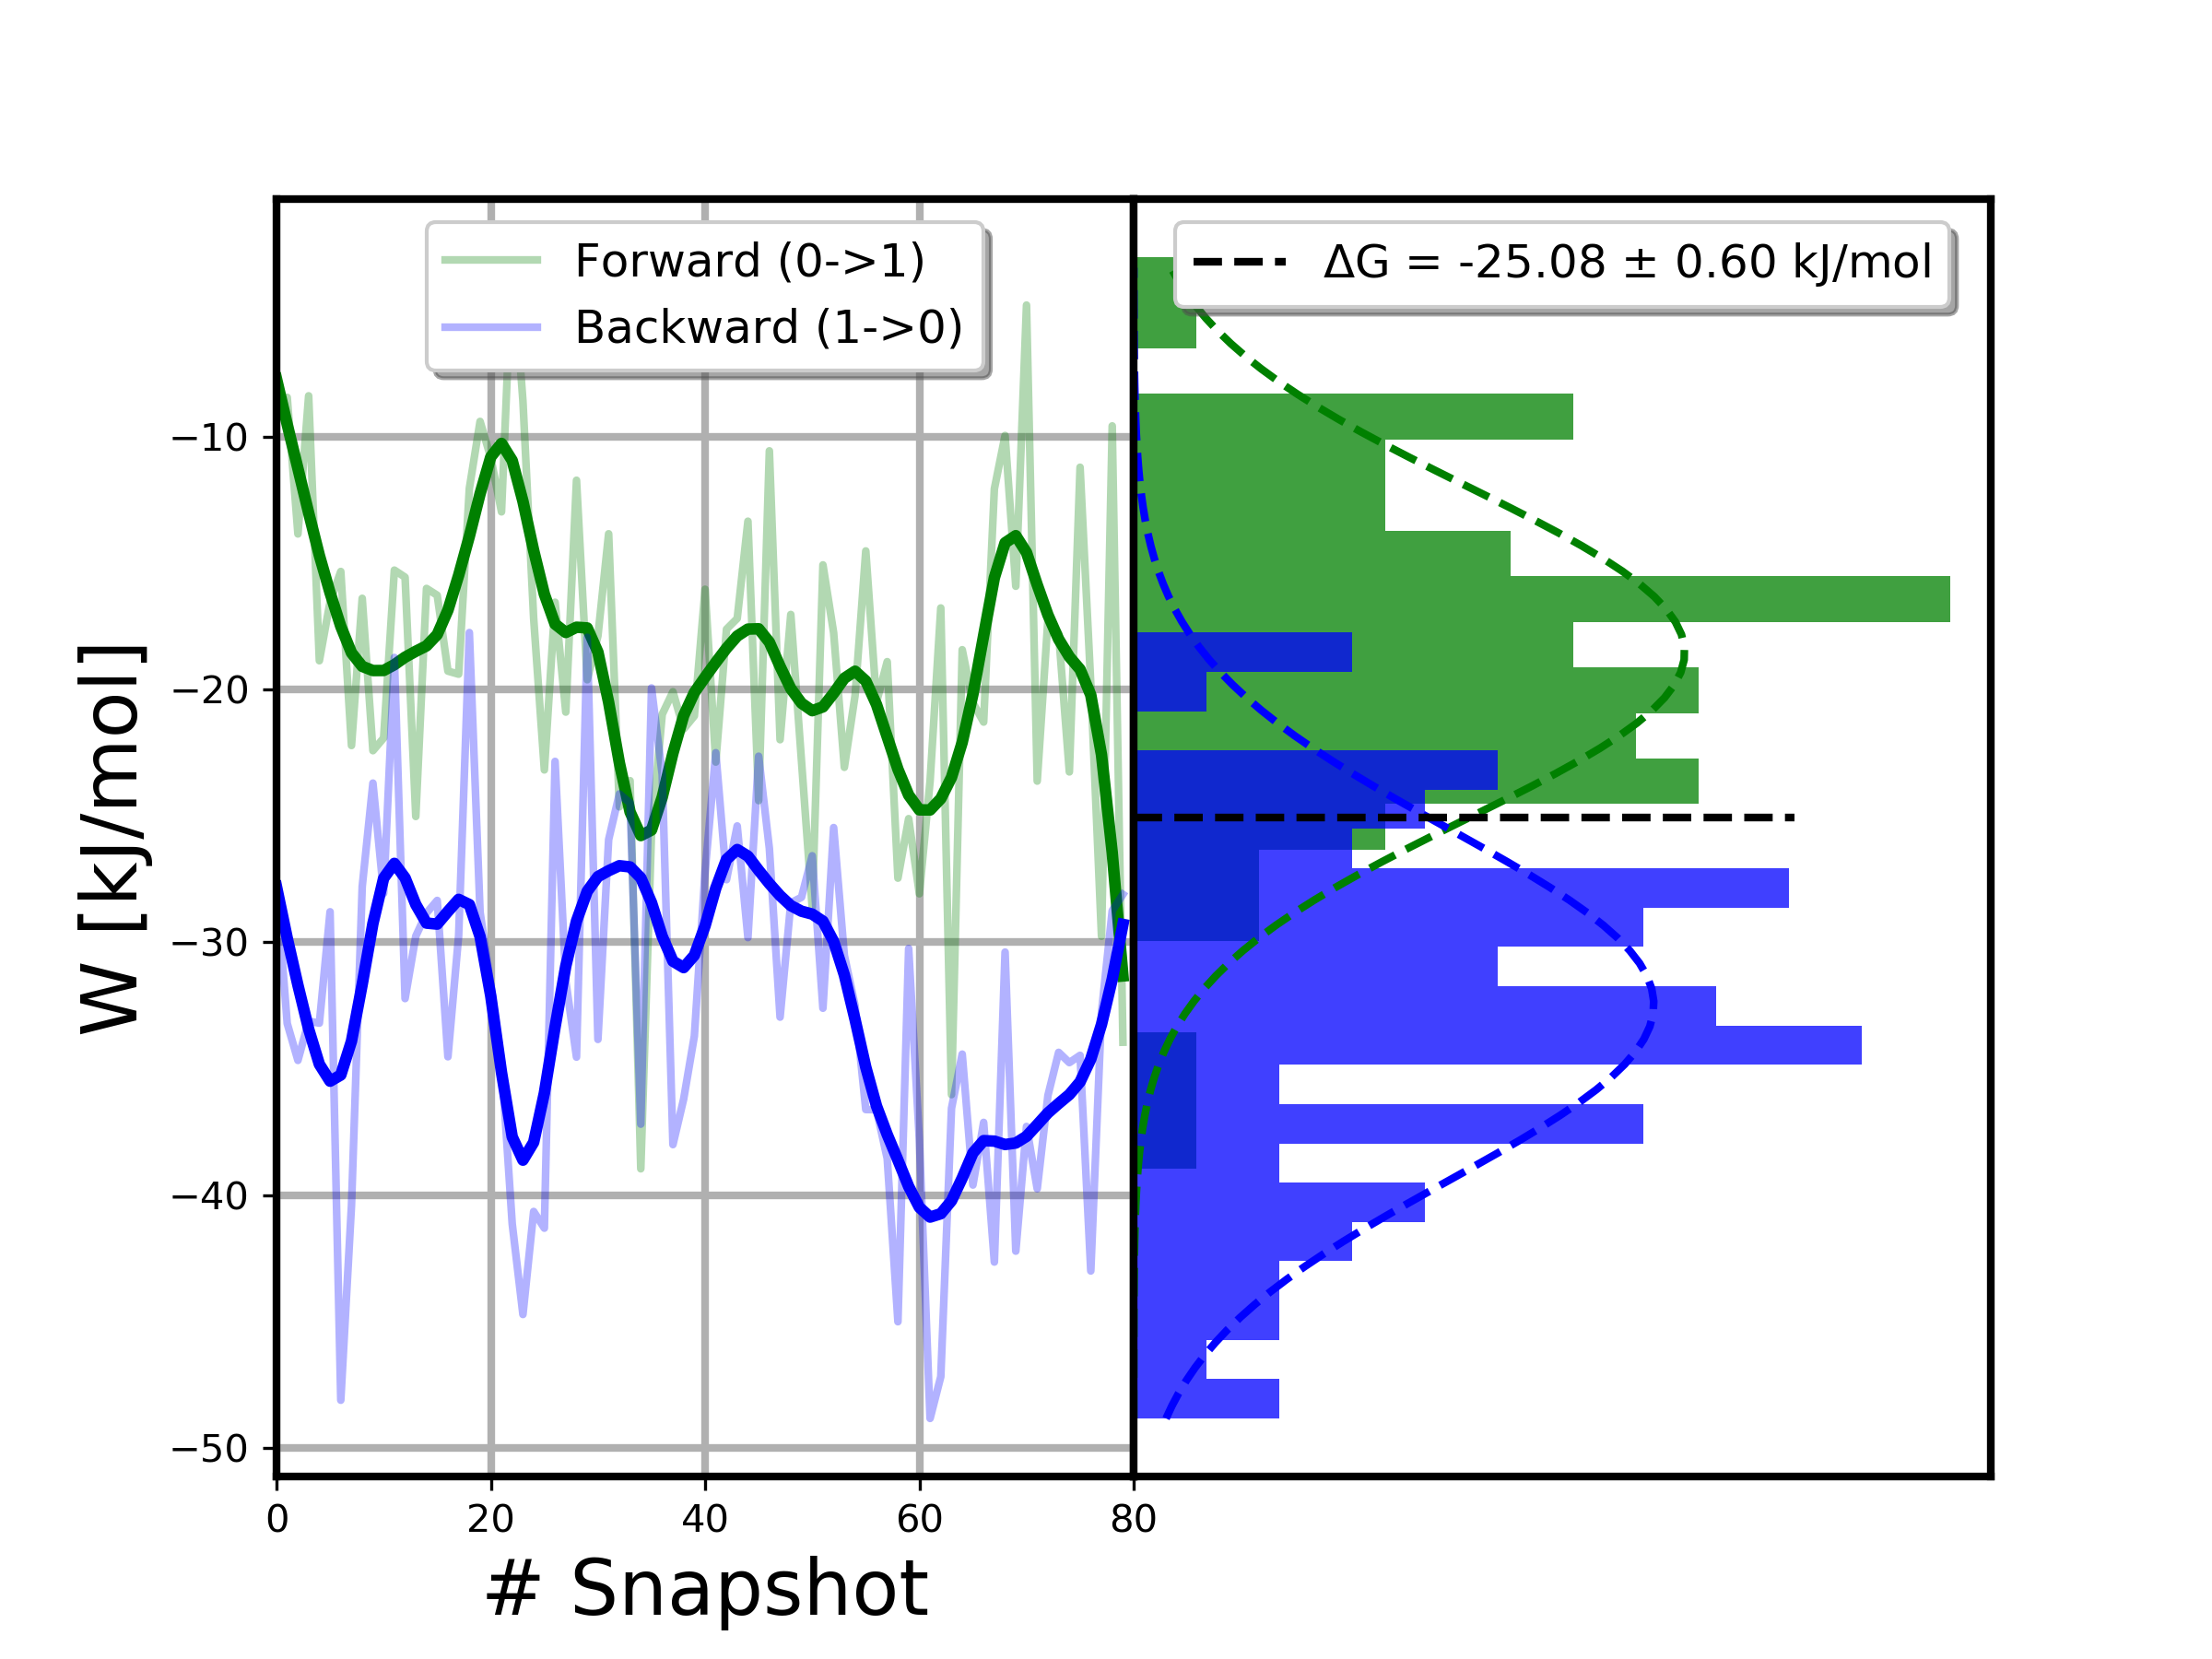 Forward (0->1)
Backward (1->0)
ΔG = -25.08 ± 0.60 kJ/mol
W [kJ/mol]
−10
−20
−30
−40
−50
0 20 40 60 80
# Snapshot